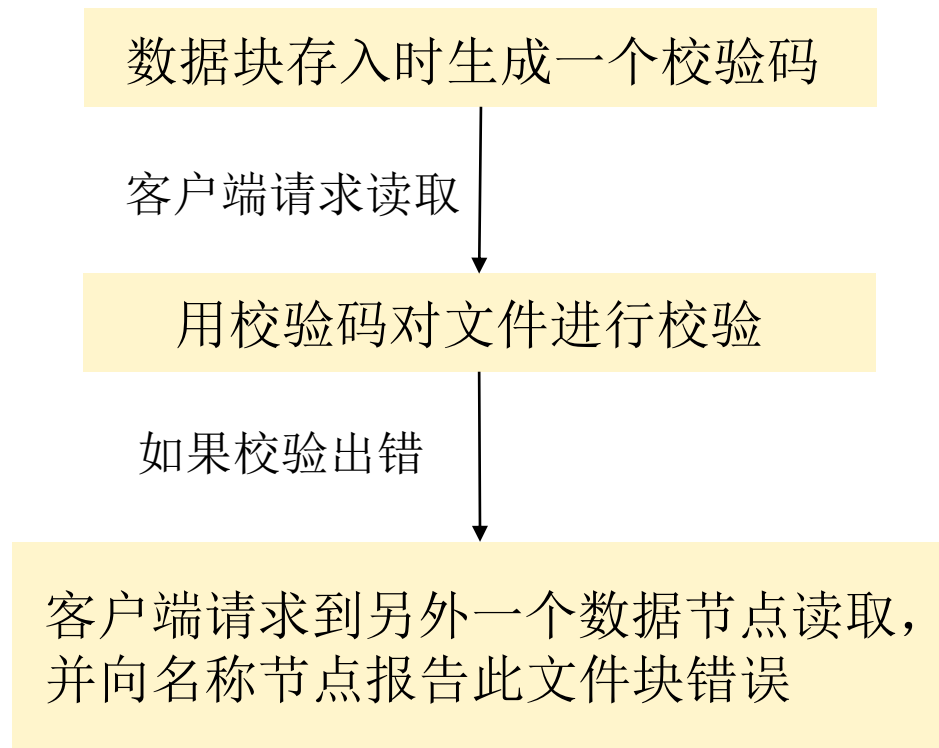 数据块存入时生成一个校验码
客户端请求读取
用校验码对文件进行校验
如果校验出错
客户端请求到另外一个数据节点读取，
并向名称节点报告此文件块错误